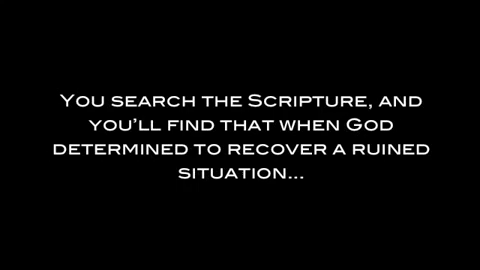 You search the Scripture, and
you'll find that when God
determined to recover a ruined
situation...